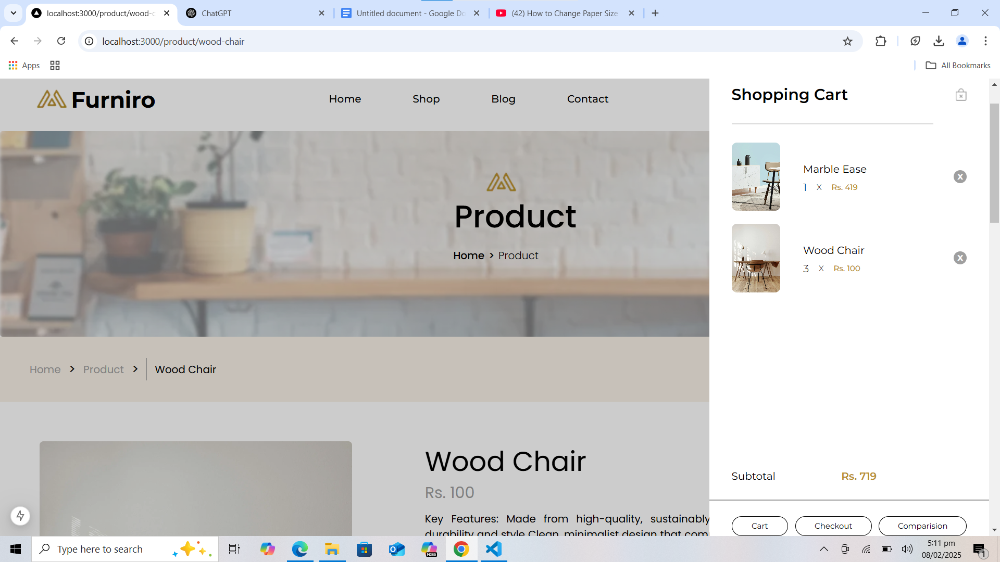 localhost:3000/product/wood-c
ChatGPT
Untitled document - Google Do
(42) How to Change Paper Size
localhost:3000/product/wood-chair
Apps
All Bookmarks
Furniro
Home
Shop
Blog
Contact
Shopping Cart
Marble Ease
1 X Rs. 419
Wood Chair
3 X Rs. 100
Product
Home > Product
Home > Product > Wood Chair
Wood Chair
Rs. 100
Key Features: Made from high-quality, sustainably
durability and style Clean, minimalist design that com
Subtotal Rs. 719
Cart
Checkout
Comparision
Type here to search
M365
5:11 pm
08/02/2025
1